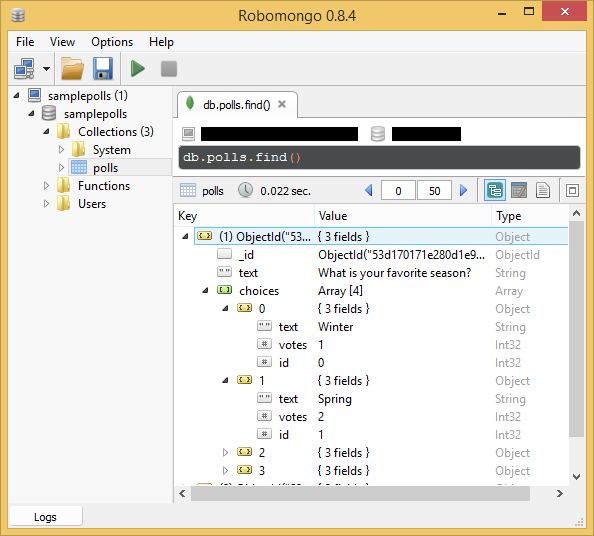 Robomongo 0.8.4
File View Options Help
samplepolls (1)
samplepolls
Collections (3)
System
polls
Functions
Users
db.polls.find()
db.polls.find()
polls 0.022 sec. 0 50
Key Value Type
(1) ObjectId("53... { 3 fields } Object
_id ObjectId("53d170171e280d1e9... ObjectId
" " text What is your favorite season? String
choices Array [4] Array
0 { 3 fields } Object
" " text Winter String
# votes 1 Int32
# id 0 Int32
1 { 3 fields } Object
" " text Spring String
# votes 2 Int32
# id 1 Int32
2 { 3 fields } Object
3 { 3 fields } Object
Logs